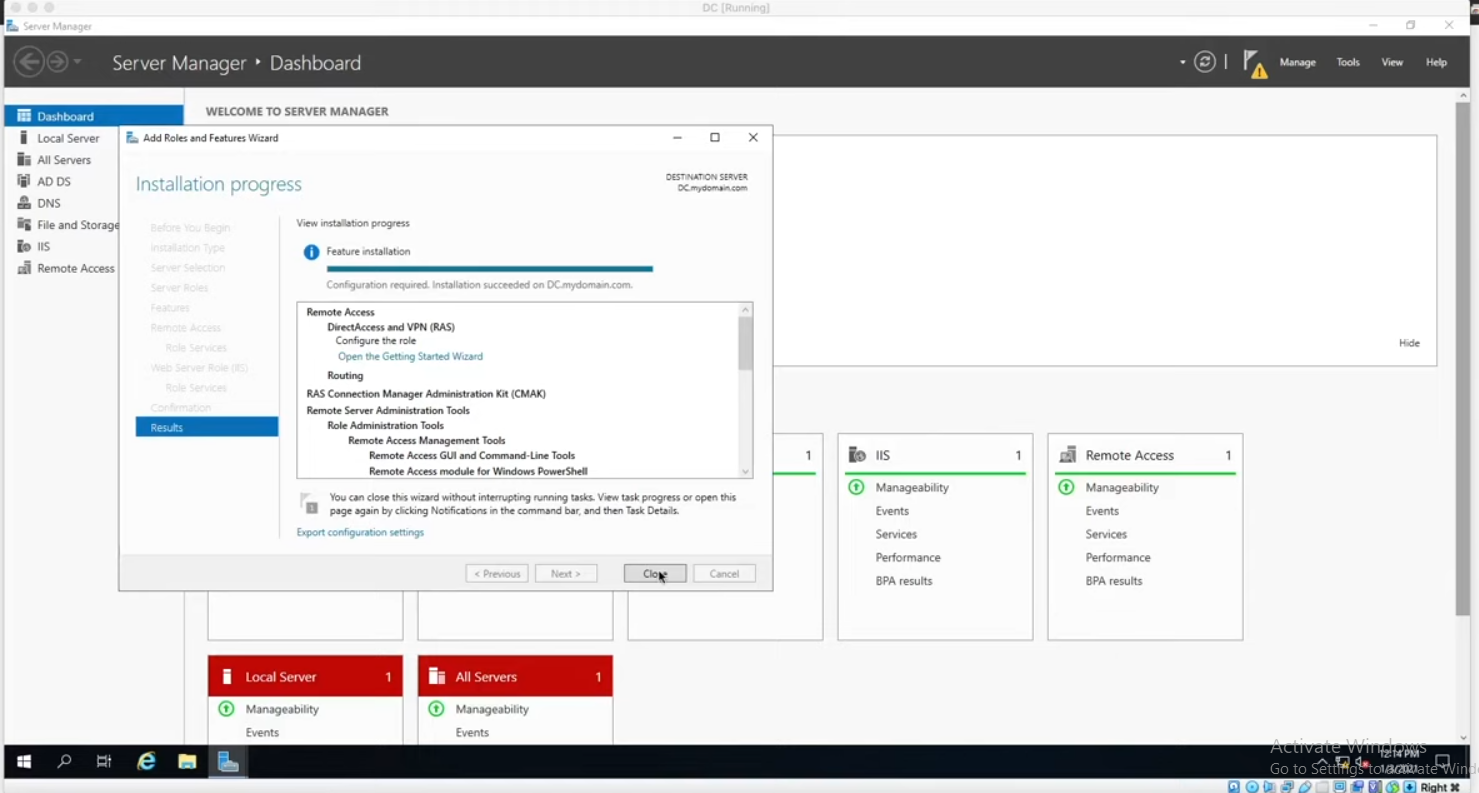 DC [Running]
Server Manager
Server Manager ‣ Dashboard
Manage
Tools
View
Help
Dashboard
Local Server
All Servers
AD DS
DNS
File and Storage
IIS
Remote Access
WELCOME TO SERVER MANAGER
Add Roles and Features Wizard
Installation progress
DESTINATION SERVER
DC.mydomain.com
Before You Begin
Installation Type
Server Selection
Server Roles
Features
Remote Access
Role Services
Web Server Role (IIS)
Role Services
Confirmation
Results
View installation progress
Feature installation
Configuration required. Installation succeeded on DC.mydomain.com.
Remote Access
DirectAccess and VPN (RAS)
Configure the role
Open the Getting Started Wizard
Routing
RAS Connection Manager Administration Kit (CMAK)
Remote Server Administration Tools
Role Administration Tools
Remote Access Management Tools
Remote Access GUI and Command-Line Tools
Remote Access module for Windows PowerShell
1
You can close this wizard without interrupting running tasks. View task progress or open this
page again by clicking Notifications in the command bar, and then Task Details.
Export configuration settings
< Previous
Next >
Close
Cancel
Hide
1
IIS 1
Manageability
Events
Services
Performance
BPA results
Remote Access 1
Manageability
Events
Services
Performance
BPA results
Local Server 1
Manageability
Events
All Servers 1
Manageability
Events
Activate Windows
Go to Settings to activate Wind
12:14 PM
Right ⌘